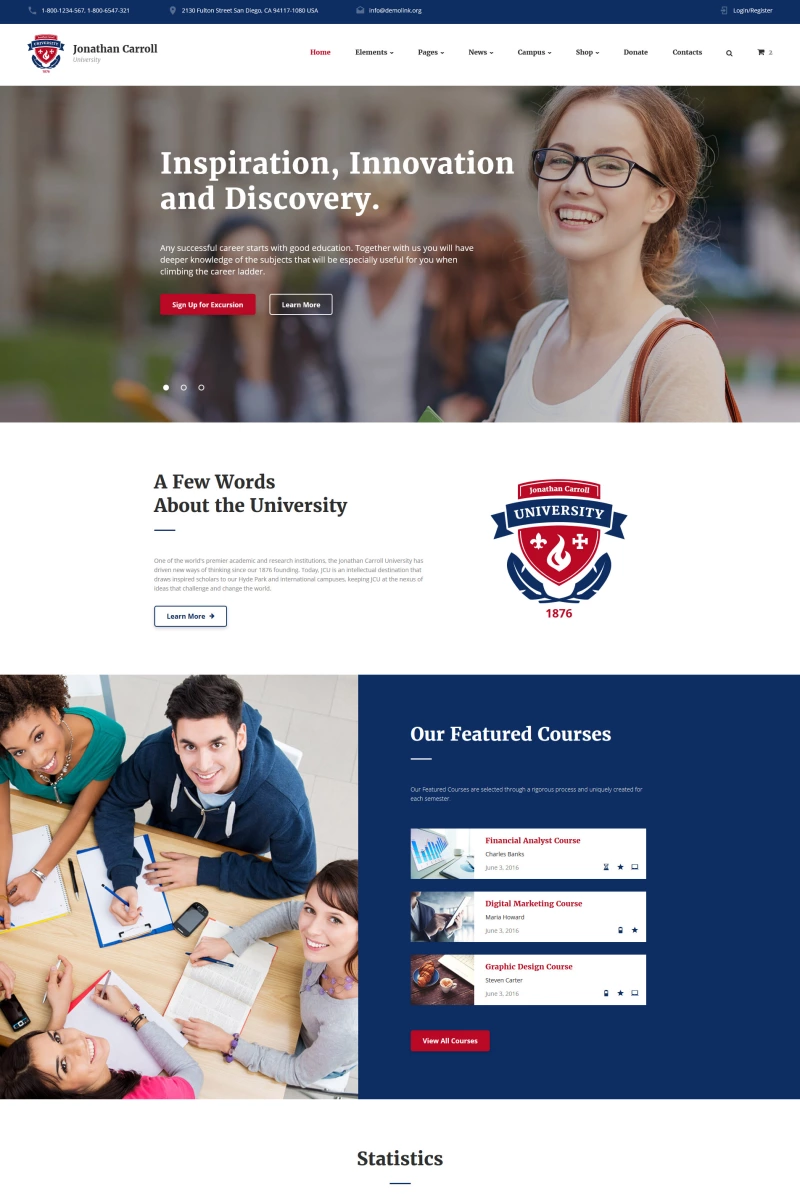 1-800-1234-567, 1-800-6547-321
2130 Fulton Street San Diego, CA 94117-1080 USA
info@demolink.org
Login/Register
UNIVERSITY
1876
Jonathan Carroll
University
Home
Elements
Pages
News
Campus
Shop
Donate
Contacts
2
Inspiration, Innovation
and Discovery.
Any successful career starts with good education. Together with us you will have
deeper knowledge of the subjects that will be especially useful for you when
climbing the career ladder.
Sign Up for Excursion
Learn More
A Few Words
About the University
One of the world's premier academic and research institutions, the Jonathan Carroll University has
driven new ways of thinking since our 1876 founding. Today, JCU is an intellectual destination that
draws inspired scholars to our Hyde Park and international campuses, keeping JCU at the nexus of
ideas that challenge and change the world.
Learn More
Jonathan Carroll
UNIVERSITY
1876
Our Featured Courses
Our Featured Courses are selected through a rigorous process and uniquely created for
each semester.
Financial Analyst Course
Charles Banks
June 3, 2016
Digital Marketing Course
Maria Howard
June 3, 2016
Graphic Design Course
Steven Carter
June 3, 2016
View All Courses
Statistics